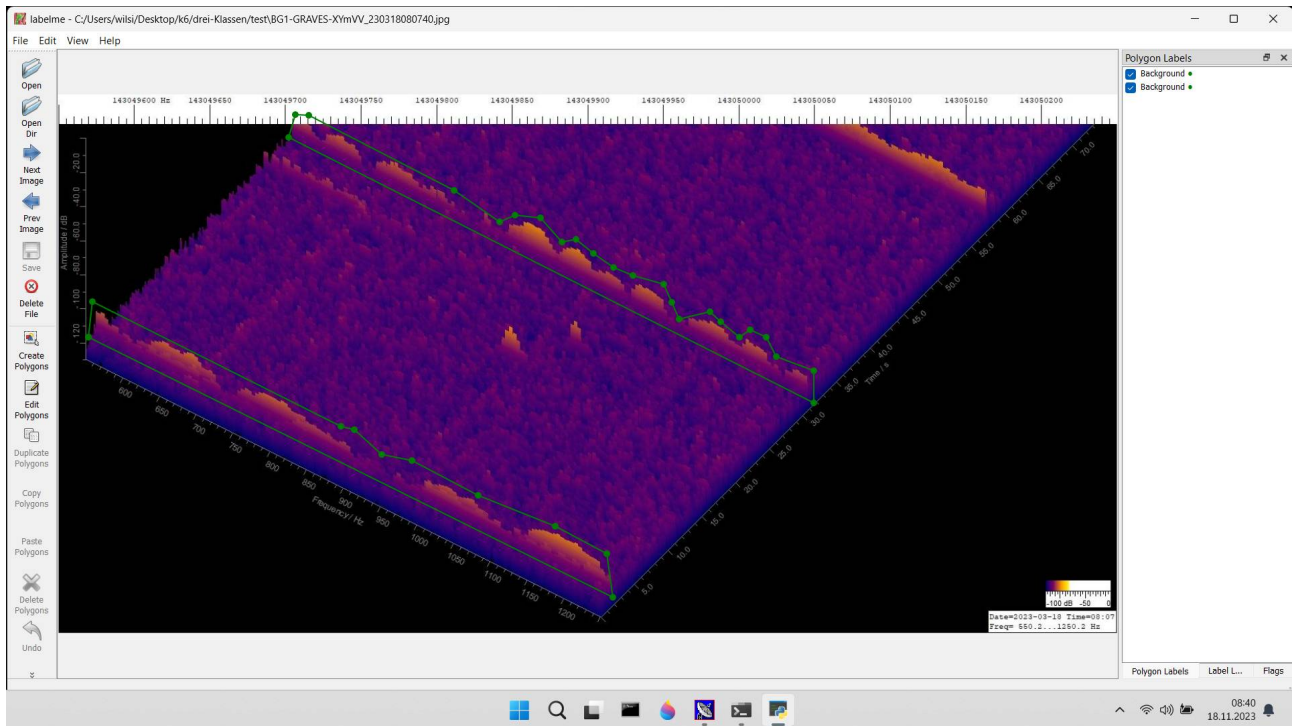 labelme - C:/Users/wilsi/Desktop/k6/drei-Klassen/test\BG1-GRAVES-XYmVV_230318080740.jpg
File Edit View Help
Open
Open
Dir
Next
Image
Prev
Image
Save
Delete
File
Create
Polygons
Edit
Polygons
Duplicate
Polygons
Copy
Polygons
Paste
Polygons
Delete
Polygons
Undo
143049600 Hz 143049650 143049700 143049750 143049800 143049850 143049900 143049950 143050000 143050050 143050100 143050150 143050200
Amplitude / dB
-20.0
-40.0
-60.0
-80.0
-100
-120
600 650 700 750 800 850 900 950 1000 1050 1100 1150 1200
Frequency/ Hz
5.0 10.0 15.0 20.0 25.0 30.0 35.0 40.0 45.0 50.0 55.0 60.0 65.0 70.0
Time / s
-100 dB -50 0
Date=2023-03-18 Time=08:07
Freq= 550.2...1250.2 Hz
Polygon Labels
Background
Background
Polygon Labels Label L... Flags
08:40
18.11.2023